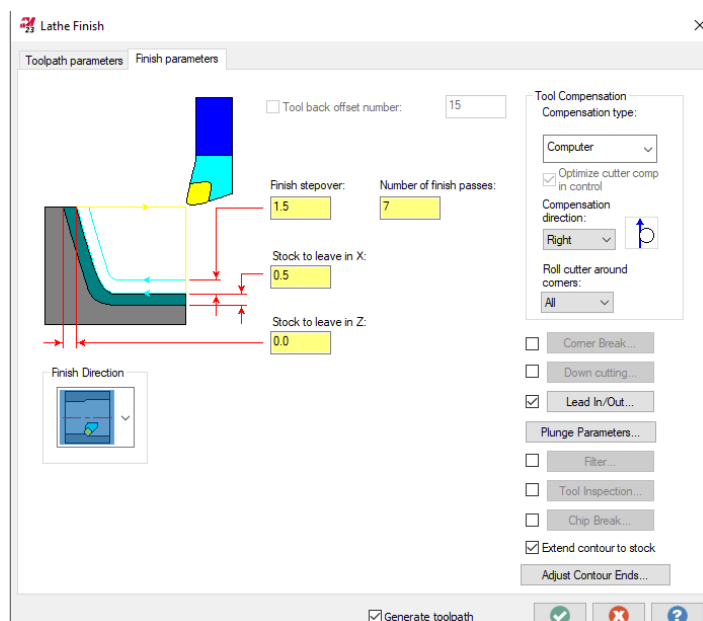 23 Lathe Finish
Toolpath parameters
Finish parameters
Tool back offset number:
15
Finish stepover:
Number of finish passes:
1.5
7
Stock to leave in X:
0.5
Stock to leave in Z:
0.0
Finish Direction
Tool Compensation
Compensation type:
Computer
Optimize cutter comp
in control
Compensation
direction:
Right
Roll cutter around
corners:
All
Corner Break...
Down cutting...
Lead In/Out...
Plunge Parameters...
Filter...
Tool Inspection...
Chip Break...
Extend contour to stock
Adjust Contour Ends...
Generate toolpath
?